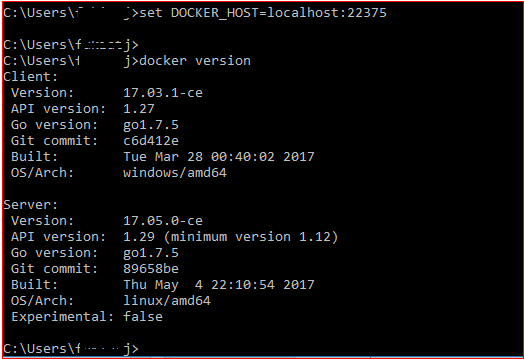 C:\Users\f j>set DOCKER_HOST=localhost:22375
C:\Users\f j>
C:\Users\f j>docker version
Client:
Version: 17.03.1-ce
API version: 1.27
Go version: go1.7.5
Git commit: c6d412e
Built: Tue Mar 28 00:40:02 2017
OS/Arch: windows/amd64
Server:
Version: 17.05.0-ce
API version: 1.29 (minimum version 1.12)
Go version: go1.7.5
Git commit: 89658be
Built: Thu May  4 22:10:54 2017
OS/Arch: linux/amd64
Experimental: false
C:\Users\f j>